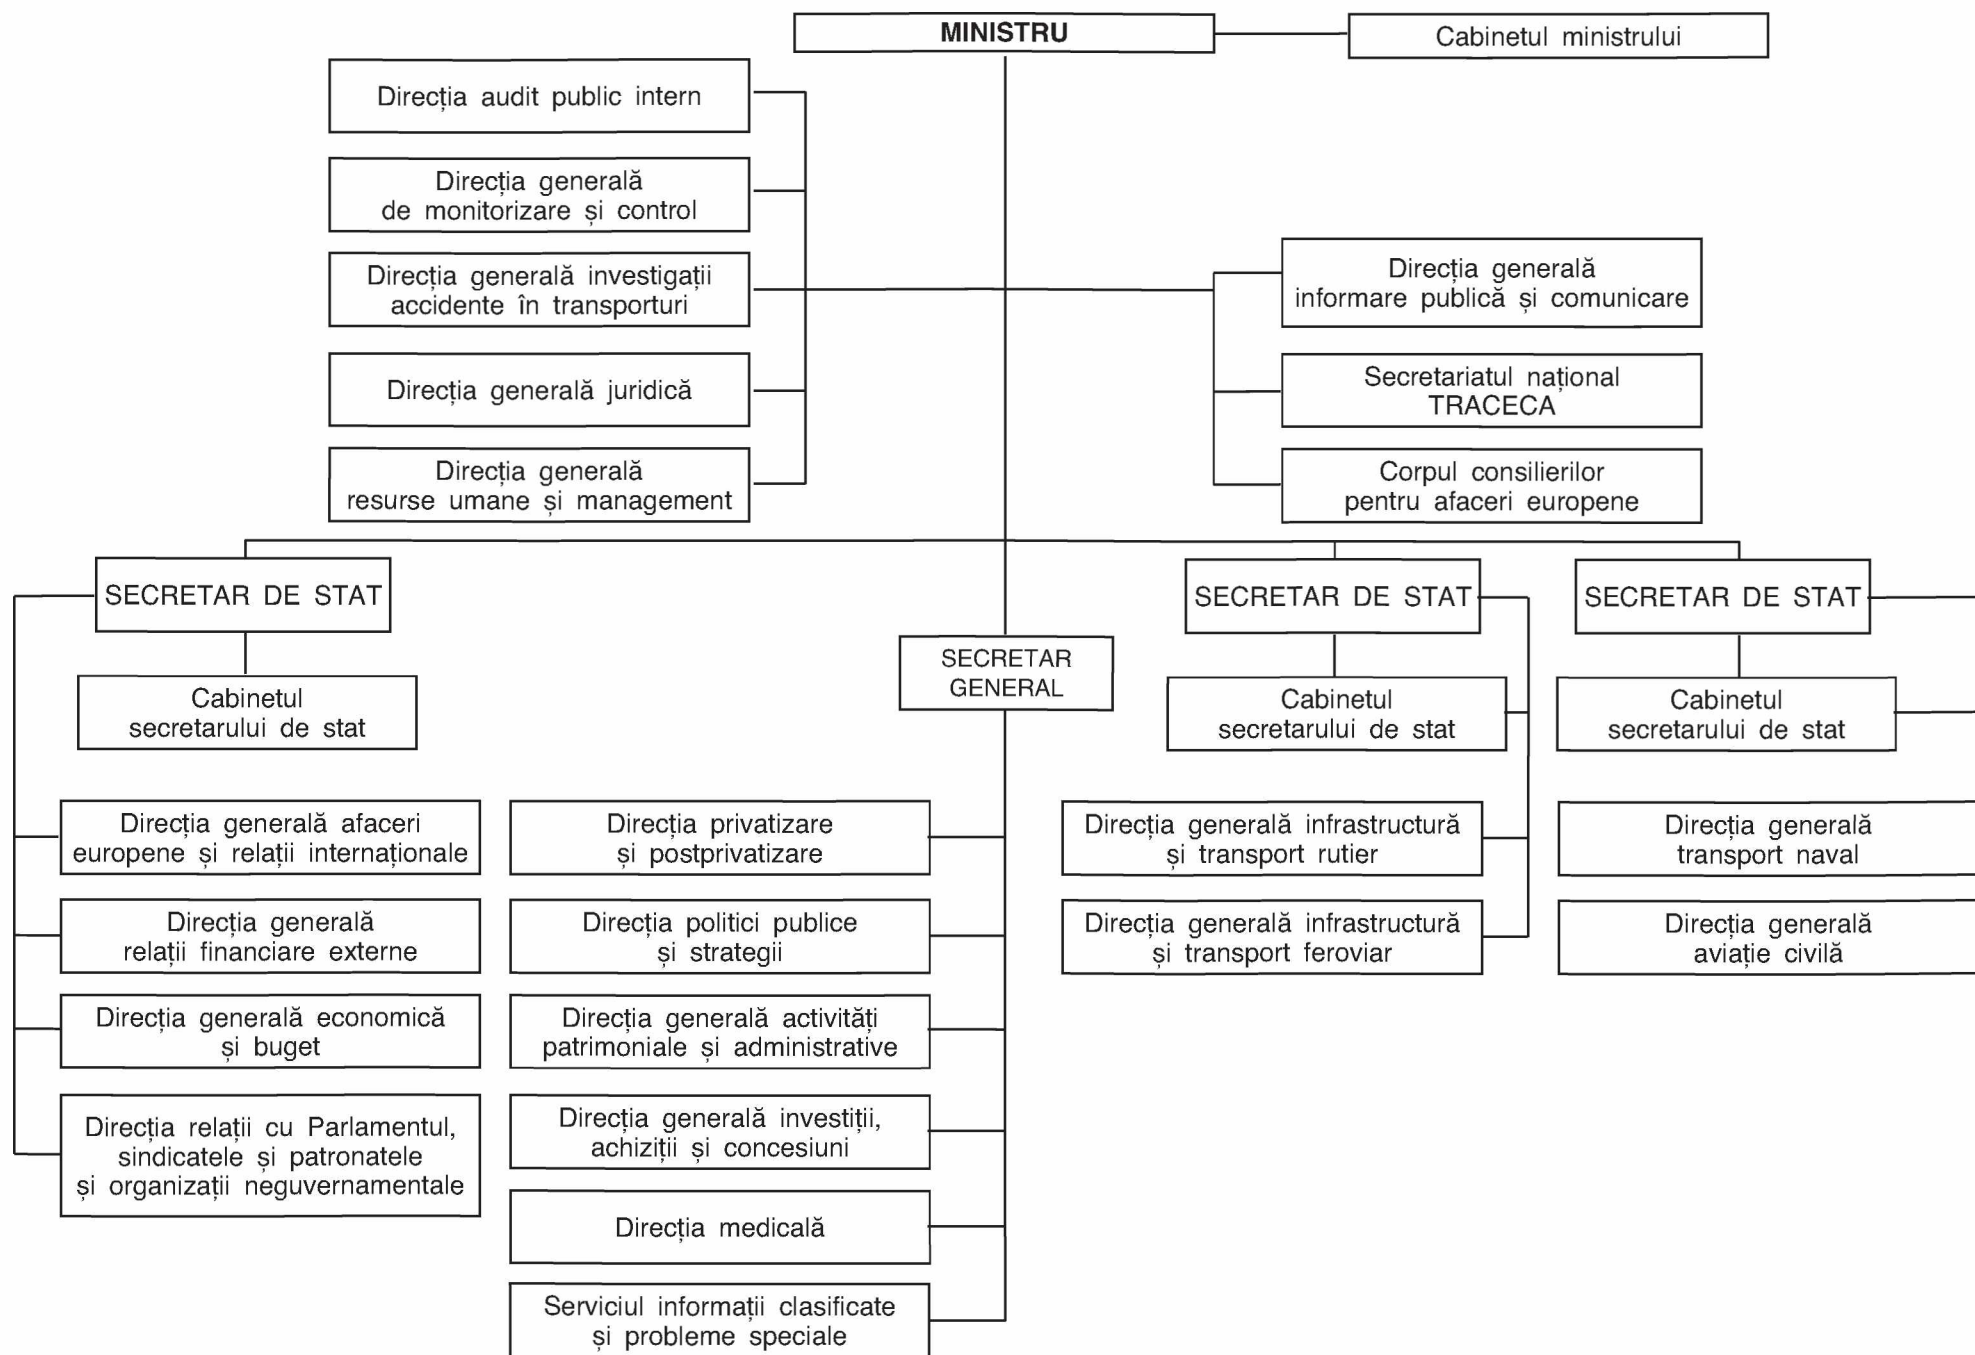 MINISTRU
Cabinetul ministrului
Direcția audit public intern
Direcția generală
de monitorizare și control
Direcția generală investigații
accidente în transporturi
Direcția generală juridică
Direcția generală
resurse umane și management
Direcția generală
informare publică și comunicare
Secretariatul național
TRACECA
Corpul consilierilor
pentru afaceri europene
SECRETAR DE STAT
Cabinetul
secretarului de stat
Direcția generală afaceri
europene și relații internaționale
Direcția generală
relații financiare externe
Direcția generală economică
și buget
Direcția relații cu Parlamentul,
sindicatele și patronatele
și organizații neguvernamentale
SECRETAR
GENERAL
Direcția privatizare
și postprivatizare
Direcția politici publice
și strategii
Direcția generală activități
patrimoniale și administrative
Direcția generală investiții,
achiziții și concesiuni
Direcția medicală
Serviciul informații clasificate
și probleme speciale
SECRETAR DE STAT
Cabinetul
secretarului de stat
Direcția generală infrastructură
și transport rutier
Direcția generală infrastructură
și transport feroviar
SECRETAR DE STAT
Cabinetul
secretarului de stat
Direcția generală
transport naval
Direcția generală
aviație civilă